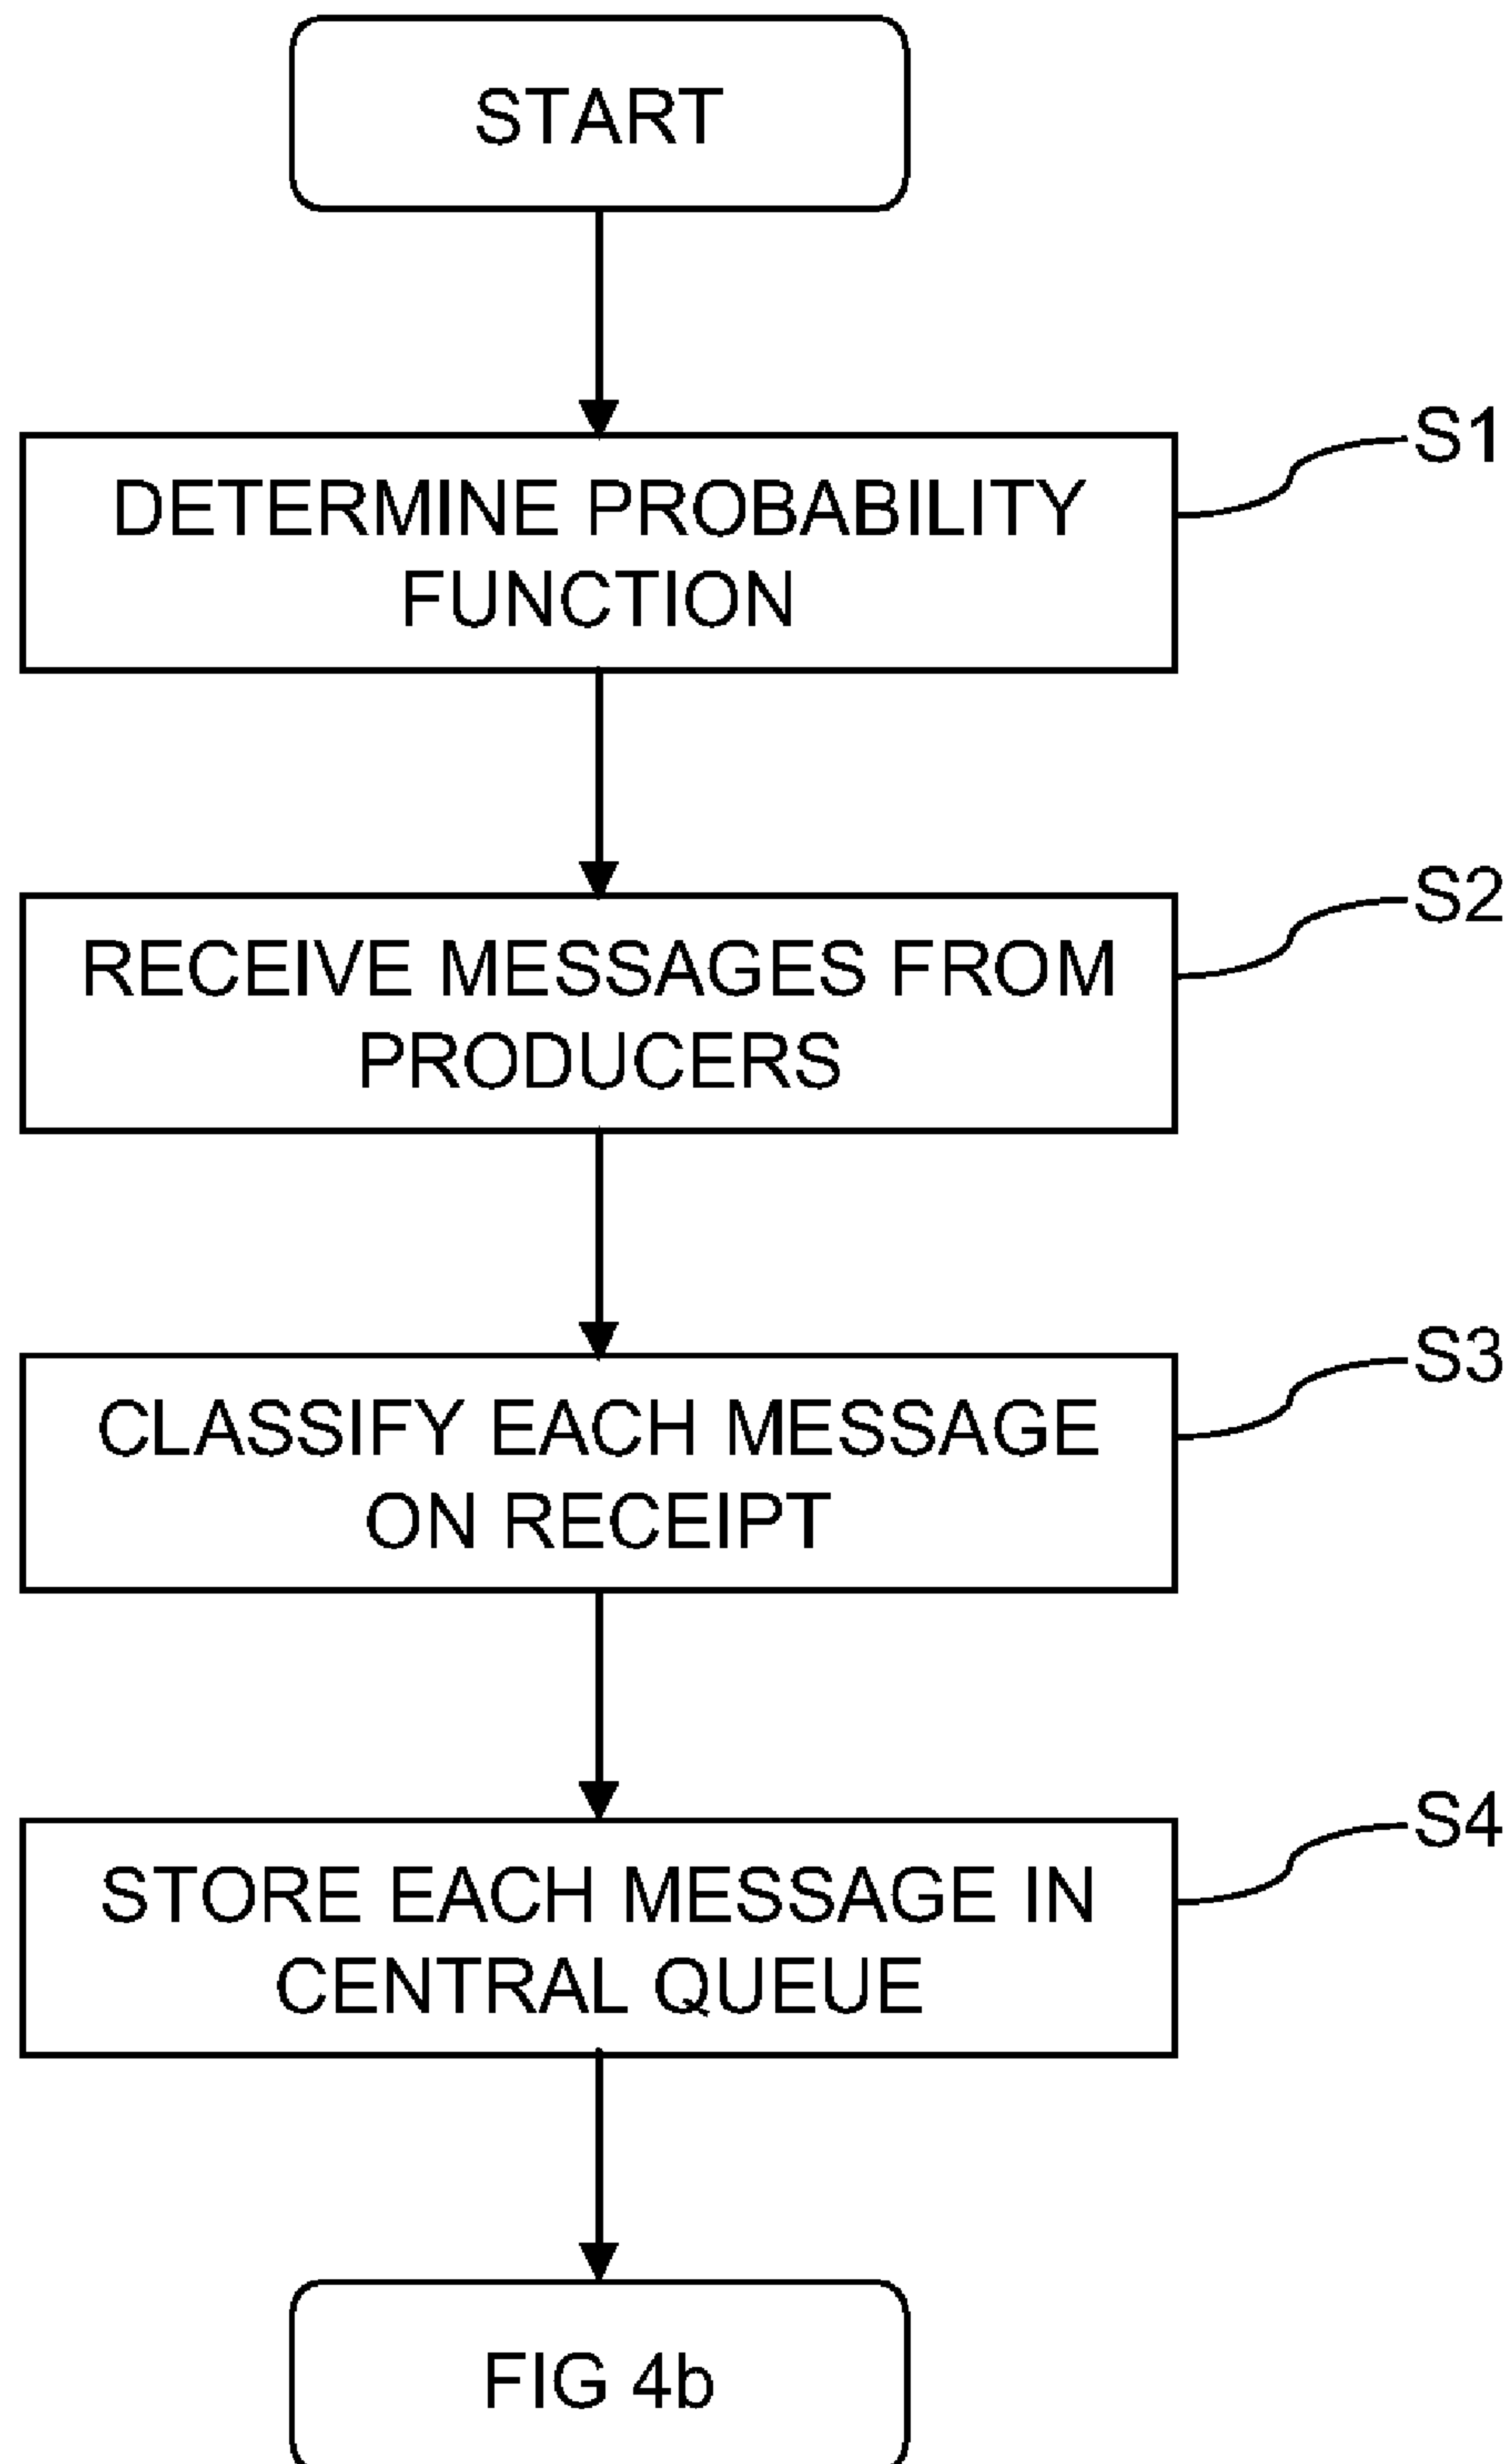 START
S1
DETERMINE PROBABILITY
FUNCTION
S2
RECEIVE MESSAGES FROM
PRODUCERS
S3
CLASSIFY EACH MESSAGE
ON RECEIPT
S4
STORE EACH MESSAGE IN
CENTRAL QUEUE
FIG 4b